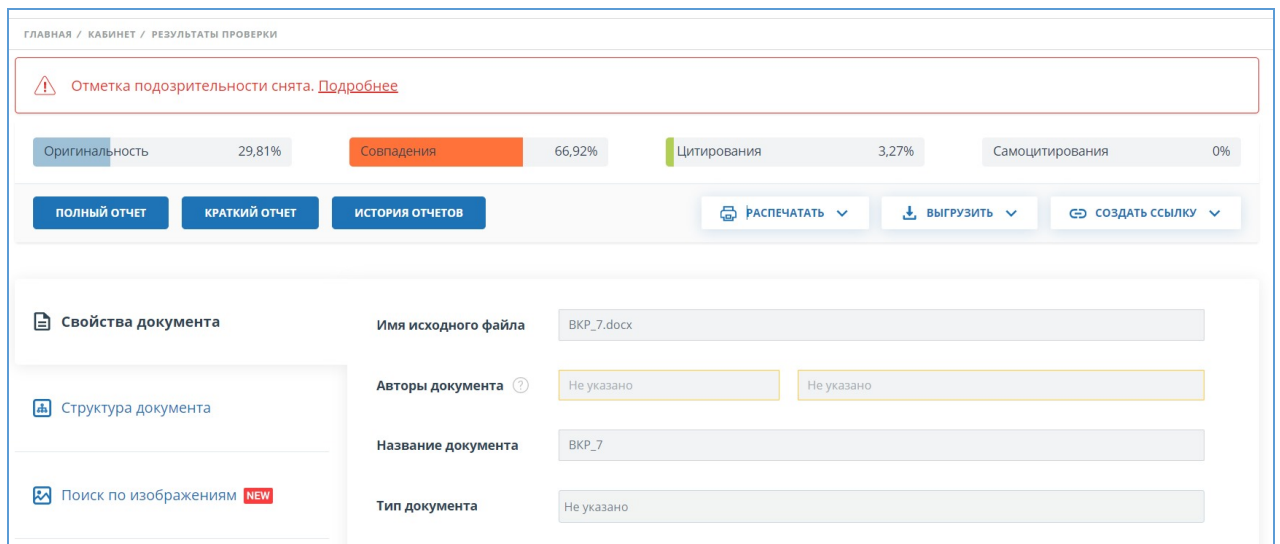 ГЛАВНАЯ / КАБИНЕТ / РЕЗУЛЬТАТЫ ПРОВЕРКИ
Отметка подозрительности снята. Подробнее
Оригинальность 29,81% Совпадения 66,92% Цитирования 3,27% Самоцитирования 0%
ПОЛНЫЙ ОТЧЕТ КРАТКИЙ ОТЧЕТ ИСТОРИЯ ОТЧЕТОВ РАСПЕЧАТАТЬ ВЫГРУЗИТЬ СОЗДАТЬ ССЫЛКУ
Свойства документа
Имя исходного файла ВКР_7.docx
Авторы документа ? Не указано Не указано
Структура документа
Название документа ВКР_7
Поиск по изображениям NEW
Тип документа Не указано